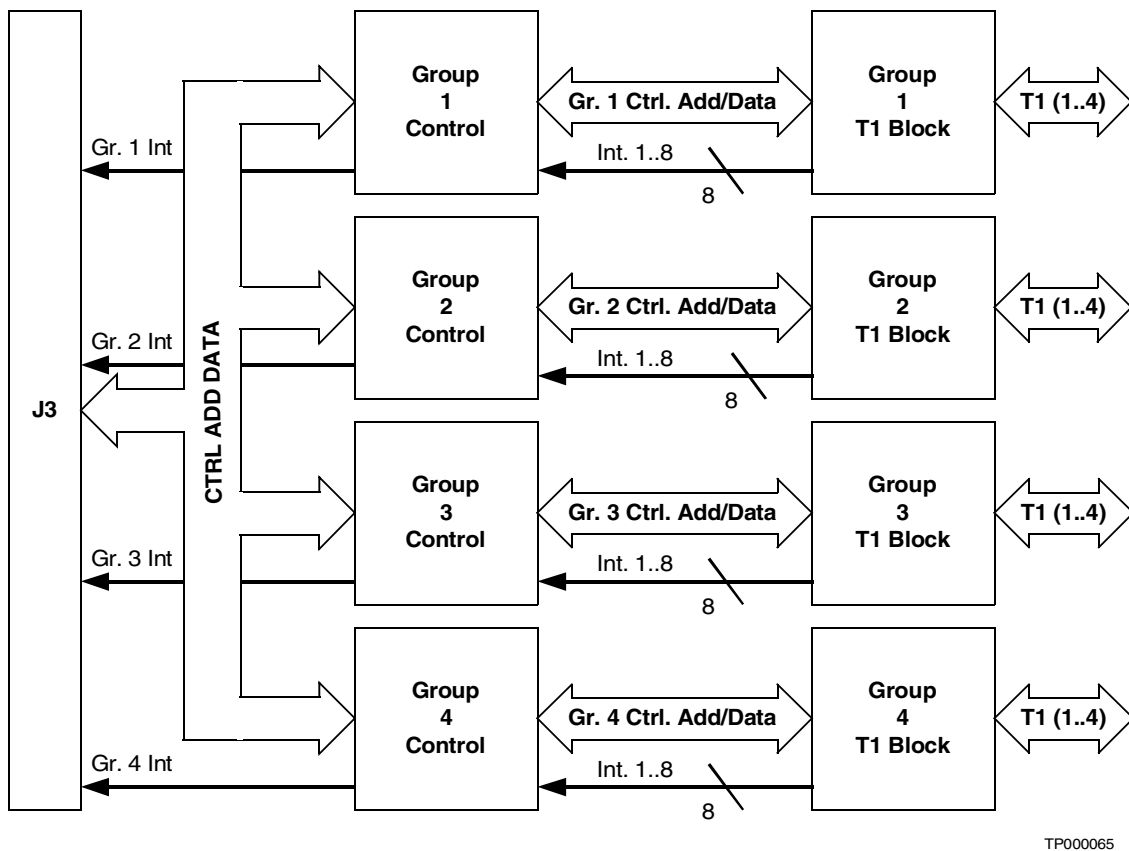 Group
1
Control
Gr. 1 Ctrl. Add/Data
Group
1
T1 Block
T1 (1..4)
Gr. 1 Int
Int. 1..8
8
Group
2
Control
Gr. 2 Ctrl. Add/Data
Group
2
T1 Block
T1 (1..4)
Gr. 2 Int
Int. 1..8
8
J3
CTRL ADD DATA
Group
3
Control
Gr. 3 Ctrl. Add/Data
Group
3
T1 Block
T1 (1..4)
Gr. 3 Int
Int. 1..8
8
Group
4
Control
Gr. 4 Ctrl. Add/Data
Group
4
T1 Block
T1 (1..4)
Gr. 4 Int
Int. 1..8
8
TP000065